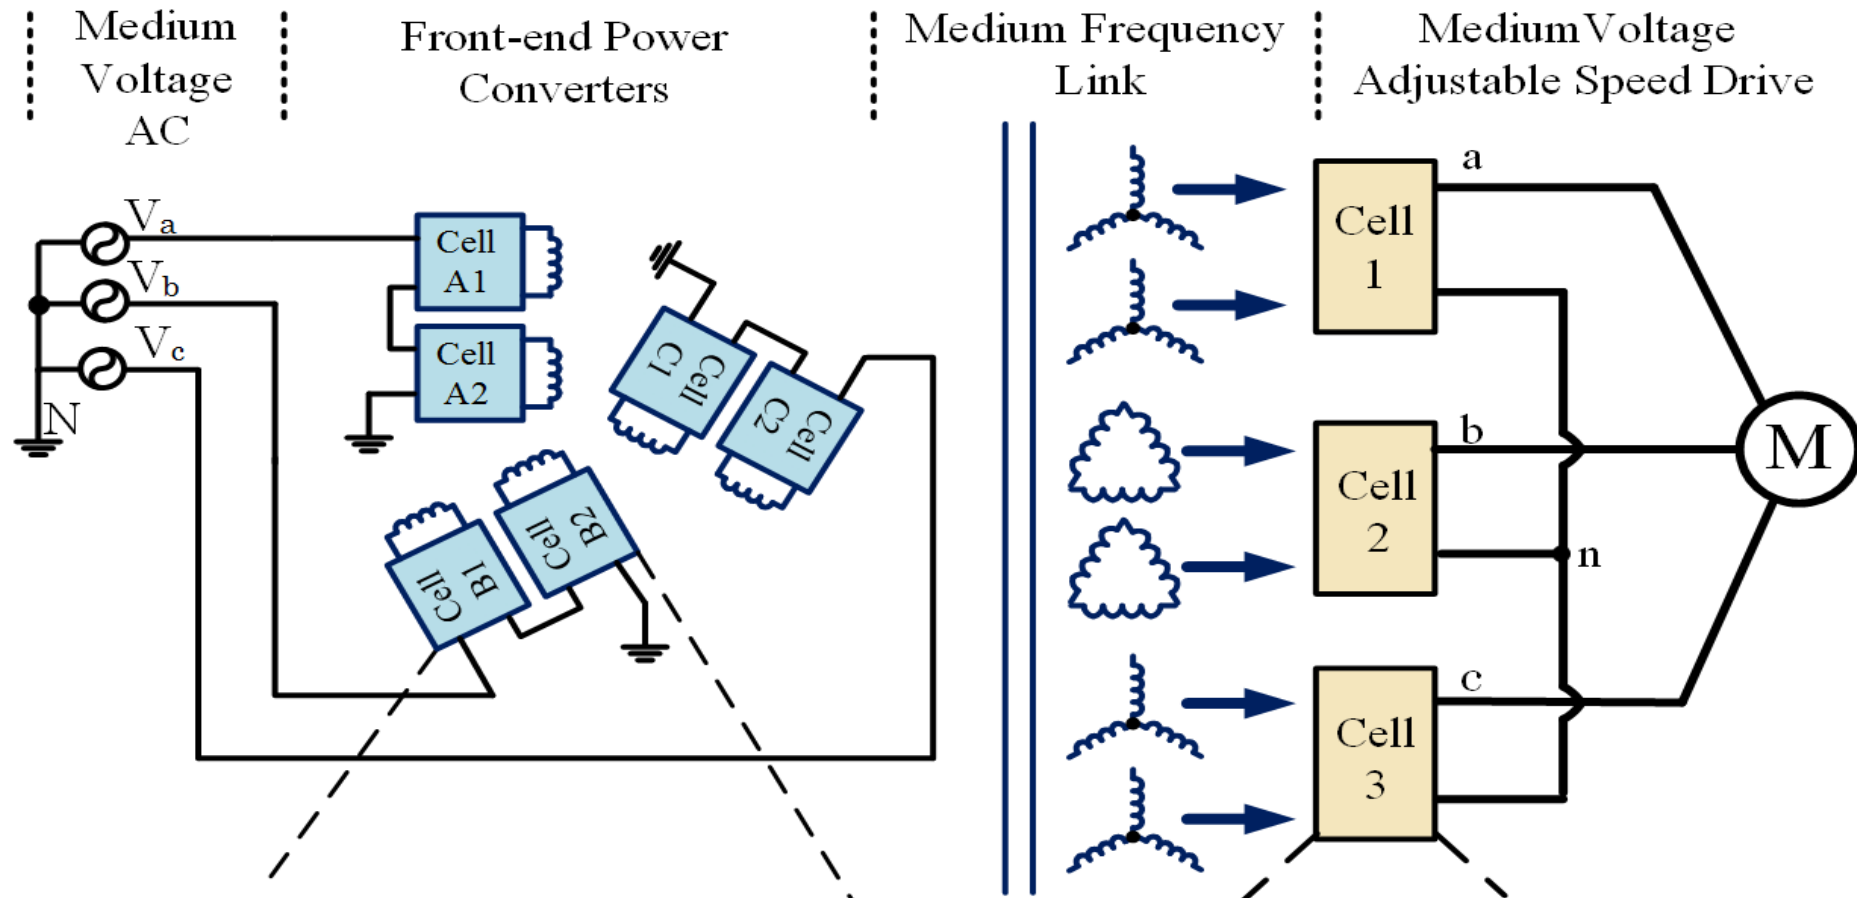 Medium
Voltage
AC
Front-end Power
Converters
Medium Frequency
Link
Medium Voltage
Adjustable Speed Drive
Va
Vb
Vc
N
Cell
A1
Cell
A2
Cell
B1
Cell
B2
Cell
C1
Cell
C2
Cell
1
a
Cell
2
b
n
Cell
3
c
M